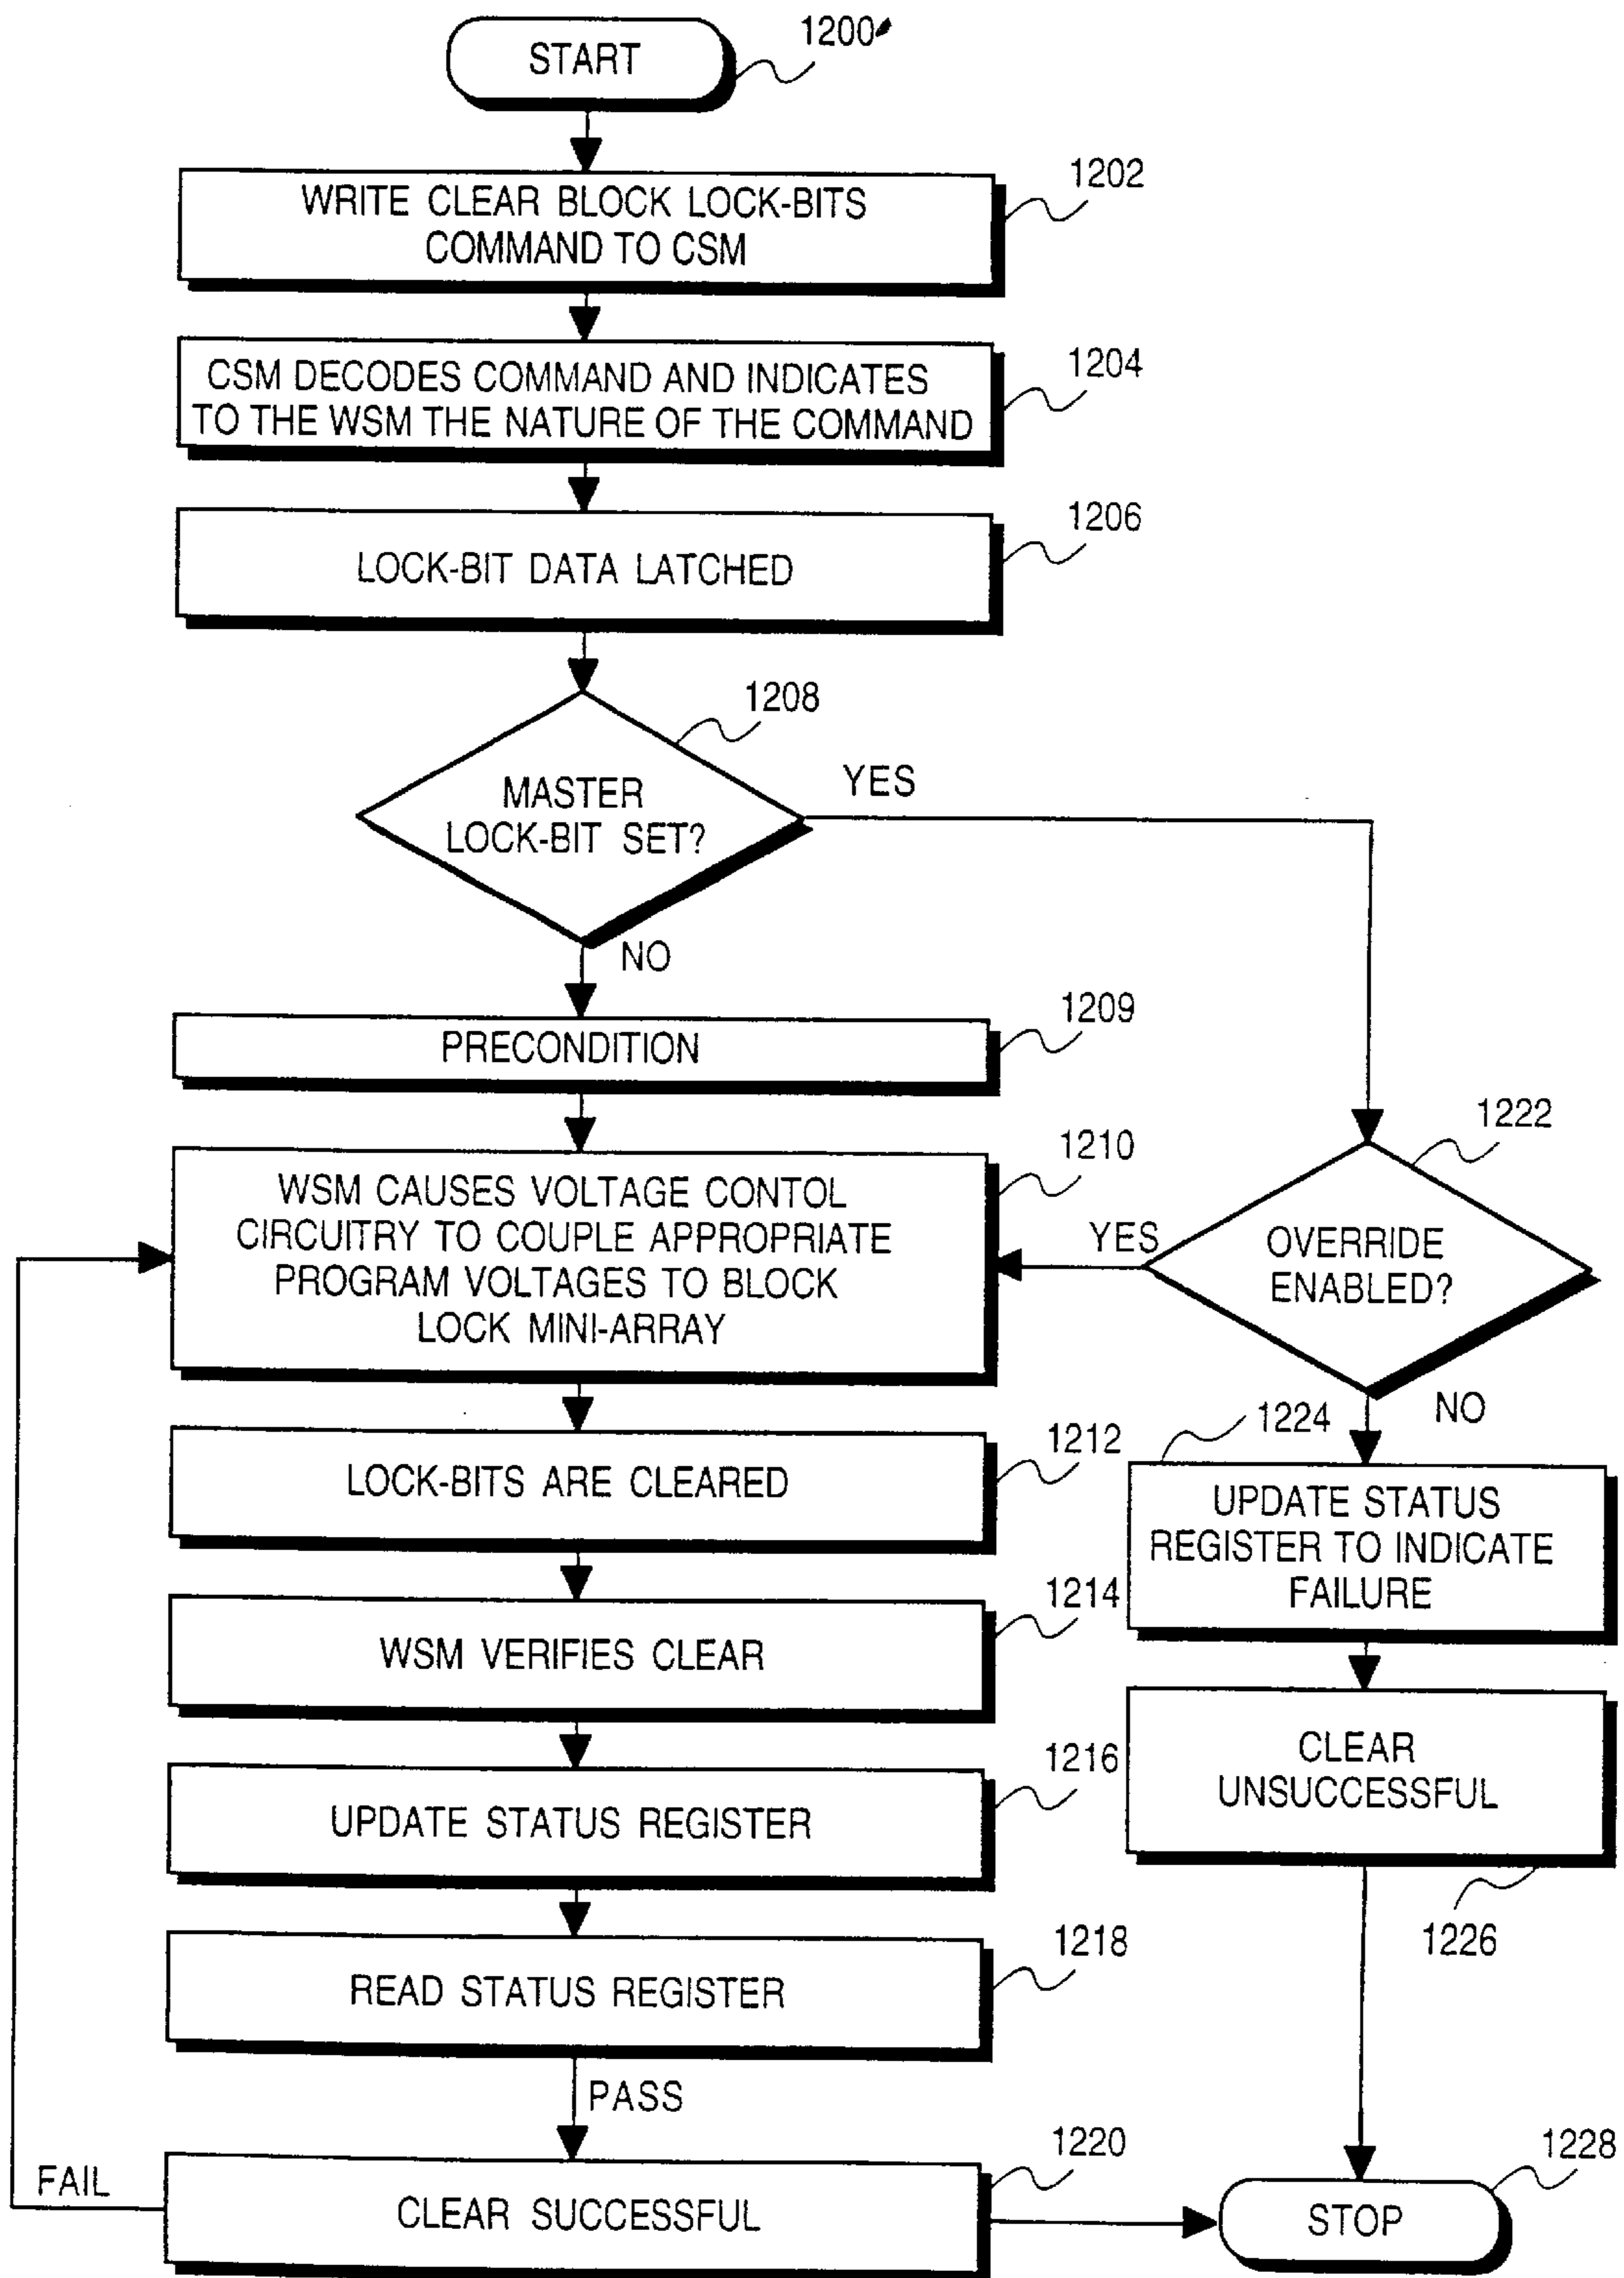 START
1200
WRITE CLEAR BLOCK LOCK-BITS
COMMAND TO CSM
1202
CSM DECODES COMMAND AND INDICATES
TO THE WSM THE NATURE OF THE COMMAND
1204
LOCK-BIT DATA LATCHED
1206
MASTER
LOCK-BIT SET?
1208
YES
NO
PRECONDITION
1209
WSM CAUSES VOLTAGE CONTOL
CIRCUITRY TO COUPLE APPROPRIATE
PROGRAM VOLTAGES TO BLOCK
LOCK MINI-ARRAY
1210
YES
OVERRIDE
ENABLED?
1222
NO
LOCK-BITS ARE CLEARED
1212
1224
UPDATE STATUS
REGISTER TO INDICATE
FAILURE
WSM VERIFIES CLEAR
1214
CLEAR
UNSUCCESSFUL
1226
UPDATE STATUS REGISTER
1216
READ STATUS REGISTER
1218
PASS
FAIL
CLEAR SUCCESSFUL
1220
STOP
1228